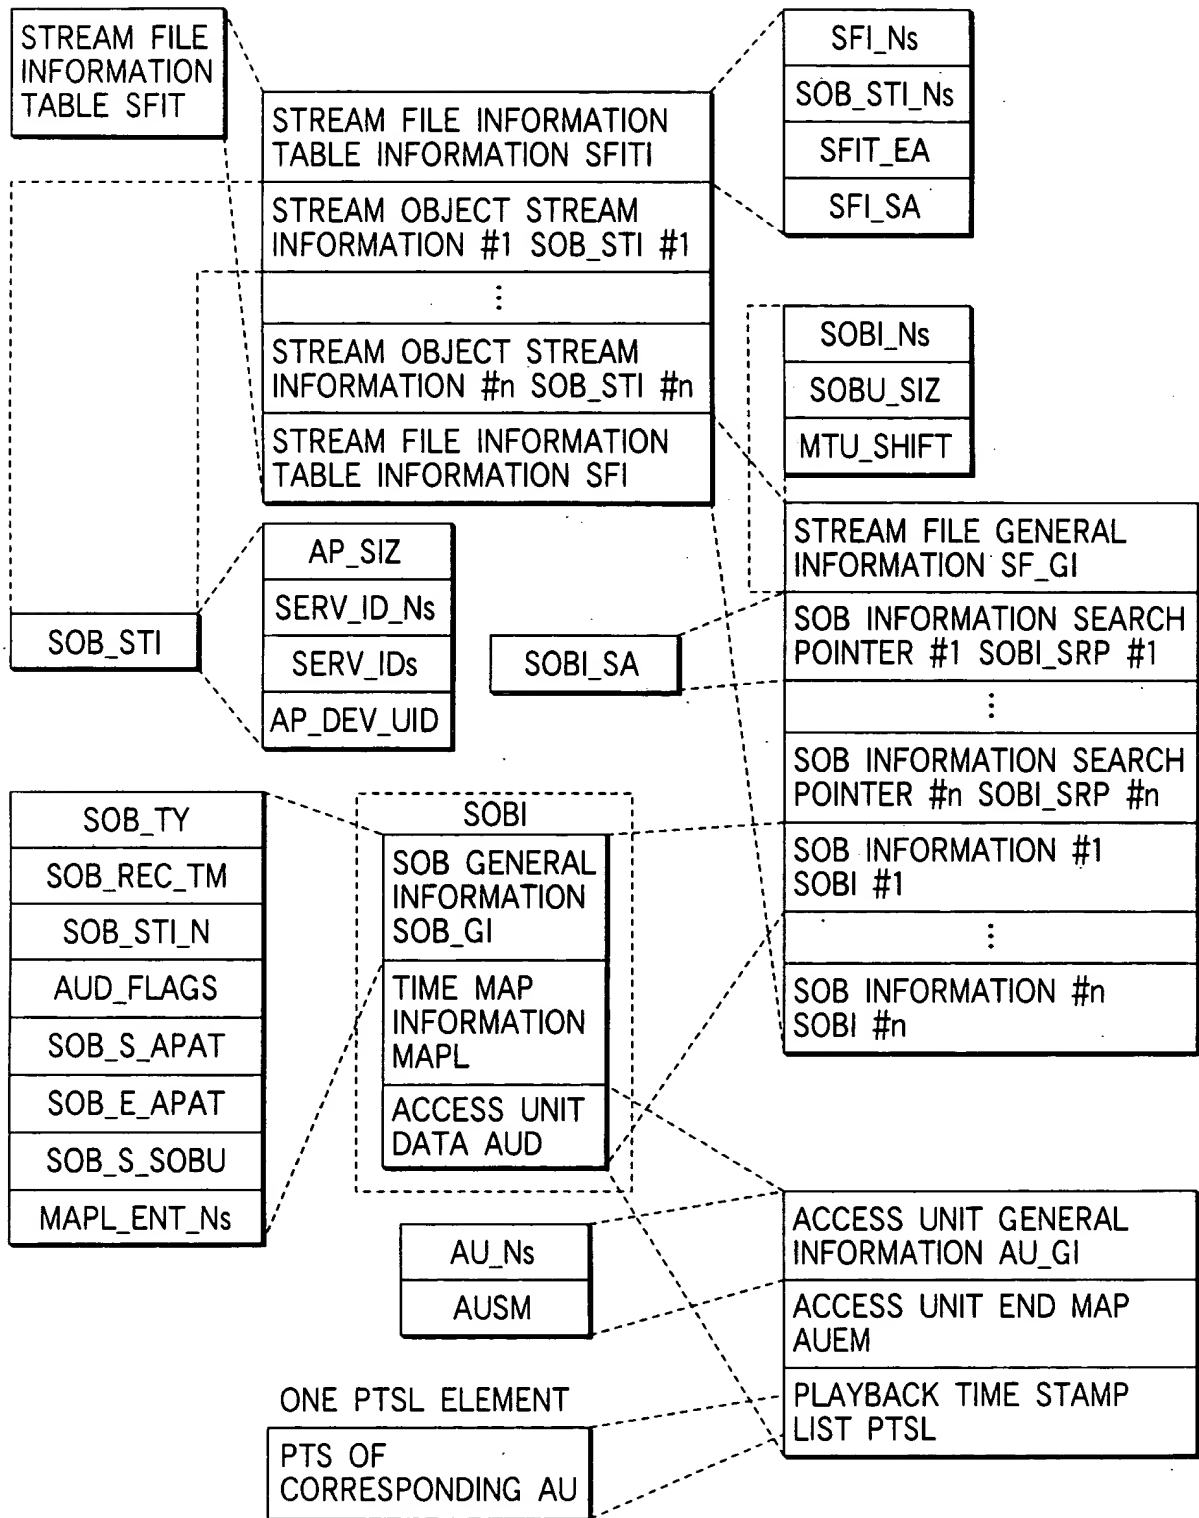 STREAM FILE
INFORMATION
TABLE SFIT
STREAM FILE INFORMATION
TABLE INFORMATION SFITI
STREAM OBJECT STREAM
INFORMATION #1 SOB_STI #1
⋮
STREAM OBJECT STREAM
INFORMATION #n SOB_STI #n
STREAM FILE INFORMATION
TABLE INFORMATION SFI
SFI_Ns
SOB_STI_Ns
SFIT_EA
SFI_SA
SOBI_Ns
SOBU_SIZ
MTU_SHIFT
SOB_STI
AP_SIZ
SERV_ID_Ns
SERV_IDs
AP_DEV_UID
SOBI_SA
STREAM FILE GENERAL
INFORMATION SF_GI
SOB INFORMATION SEARCH
POINTER #1 SOBI_SRP #1
⋮
SOB INFORMATION SEARCH
POINTER #n SOBI_SRP #n
SOB INFORMATION #1
SOBI #1
⋮
SOB INFORMATION #n
SOBI #n
SOB_TY
SOB_REC_TM
SOB_STI_N
AUD_FLAGS
SOB_S_APAT
SOB_E_APAT
SOB_S_SOBU
MAPL_ENT_Ns
SOBI
SOB GENERAL
INFORMATION
SOB_GI
TIME MAP
INFORMATION
MAPL
ACCESS UNIT
DATA AUD
AU_Ns
AUSM
ACCESS UNIT GENERAL
INFORMATION AU_GI
ACCESS UNIT END MAP
AUEM
PLAYBACK TIME STAMP
LIST PTSL
ONE PTSL ELEMENT
PTS OF
CORRESPONDING AU